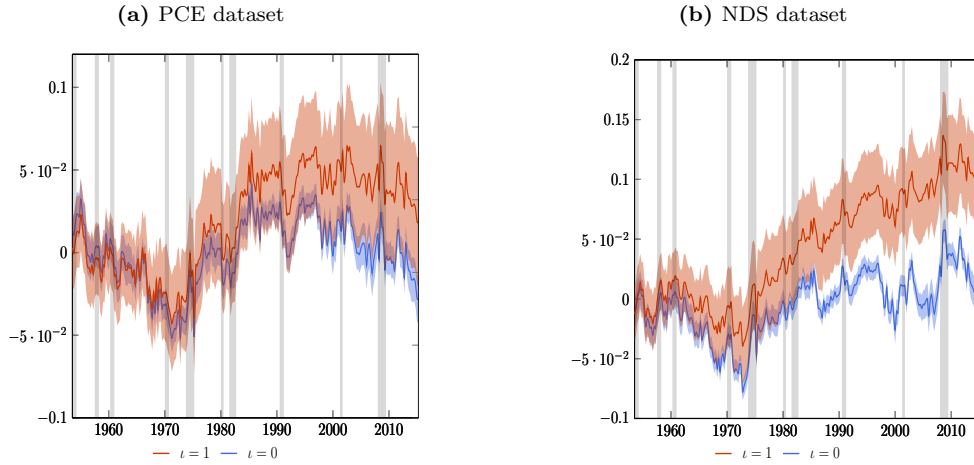 (a) PCE dataset
0.1
5 · 10⁻²
0
−5 · 10⁻²
−0.1
1960 1970 1980 1990 2000 2010
ι = 1 ι = 0
(b) NDS dataset
0.2
0.15
0.1
5 · 10⁻²
0
−5 · 10⁻²
−0.1
1960 1970 1980 1990 2000 2010
ι = 1 ι = 0